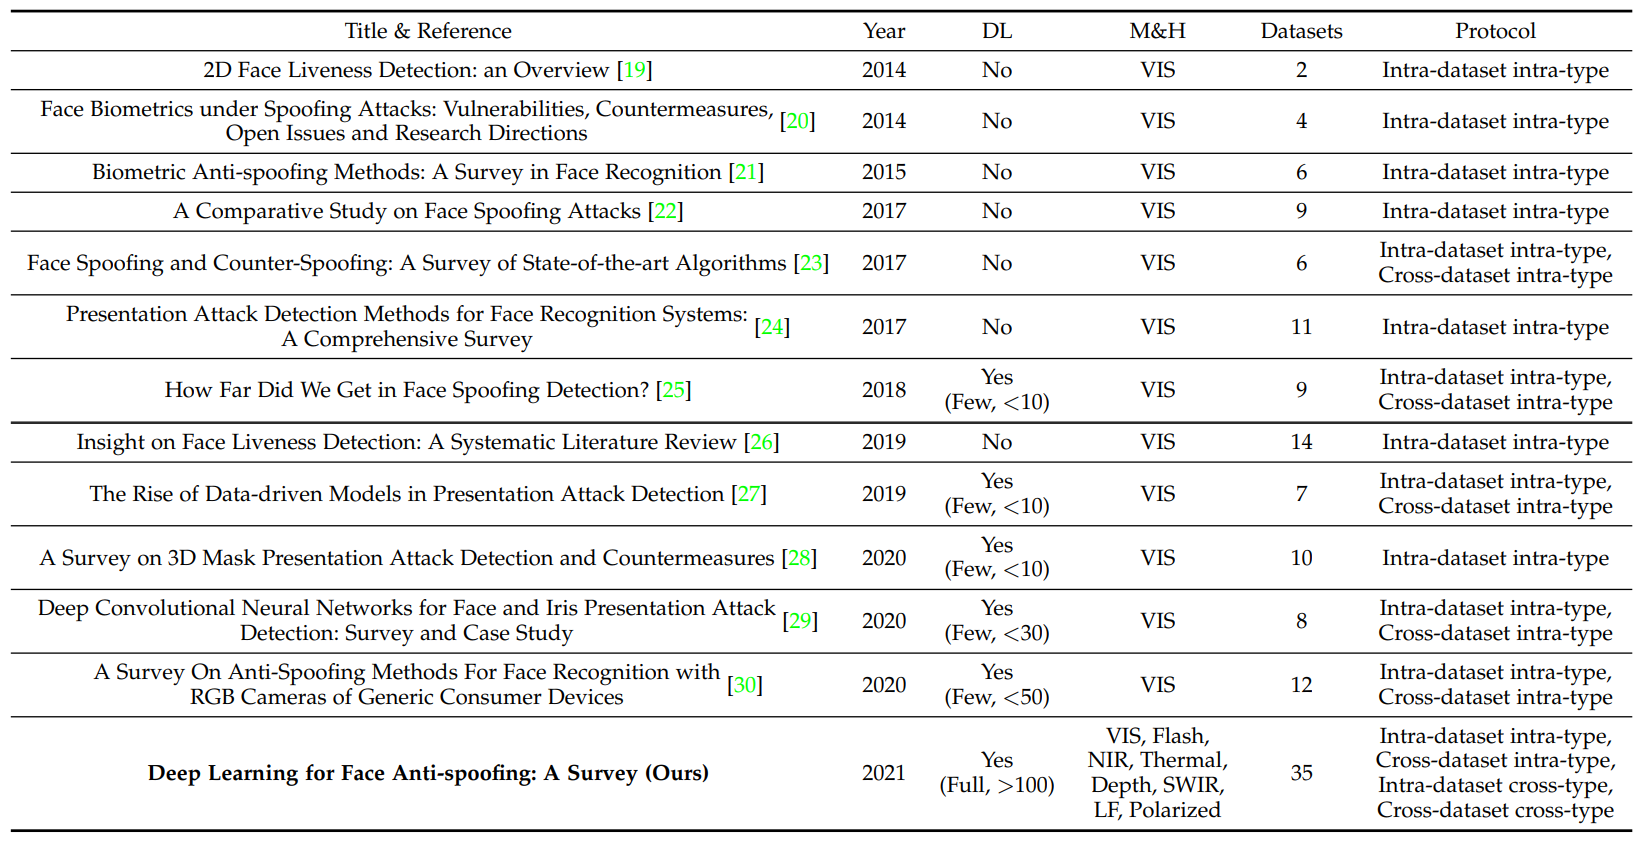 Title & Reference Year DL M&H Datasets Protocol
2D Face Liveness Detection: an Overview [19] 2014 No VIS 2 Intra-dataset intra-type
Face Biometrics under Spoofing Attacks: Vulnerabilities, Countermeasures,
Open Issues and Research Directions [20] 2014 No VIS 4 Intra-dataset intra-type
Biometric Anti-spoofing Methods: A Survey in Face Recognition [21] 2015 No VIS 6 Intra-dataset intra-type
A Comparative Study on Face Spoofing Attacks [22] 2017 No VIS 9 Intra-dataset intra-type
Face Spoofing and Counter-Spoofing: A Survey of State-of-the-art Algorithms [23] 2017 No VIS 6 Intra-dataset intra-type,
Cross-dataset intra-type
Presentation Attack Detection Methods for Face Recognition Systems:
A Comprehensive Survey [24] 2017 No VIS 11 Intra-dataset intra-type
How Far Did We Get in Face Spoofing Detection? [25] 2018 Yes
(Few, <10) VIS 9 Intra-dataset intra-type,
Cross-dataset intra-type
Insight on Face Liveness Detection: A Systematic Literature Review [26] 2019 No VIS 14 Intra-dataset intra-type
The Rise of Data-driven Models in Presentation Attack Detection [27] 2019 Yes
(Few, <10) VIS 7 Intra-dataset intra-type,
Cross-dataset intra-type
A Survey on 3D Mask Presentation Attack Detection and Countermeasures [28] 2020 Yes
(Few, <10) VIS 10 Intra-dataset intra-type
Deep Convolutional Neural Networks for Face and Iris Presentation Attack
Detection: Survey and Case Study [29] 2020 Yes
(Few, <30) VIS 8 Intra-dataset intra-type,
Cross-dataset intra-type
A Survey On Anti-Spoofing Methods For Face Recognition with
RGB Cameras of Generic Consumer Devices [30] 2020 Yes
(Few, <50) VIS 12 Intra-dataset intra-type,
Cross-dataset intra-type
Deep Learning for Face Anti-spoofing: A Survey (Ours) 2021 Yes
(Full, >100) VIS, Flash,
NIR, Thermal,
Depth, SWIR,
LF, Polarized 35 Intra-dataset intra-type,
Cross-dataset intra-type,
Intra-dataset cross-type,
Cross-dataset cross-type